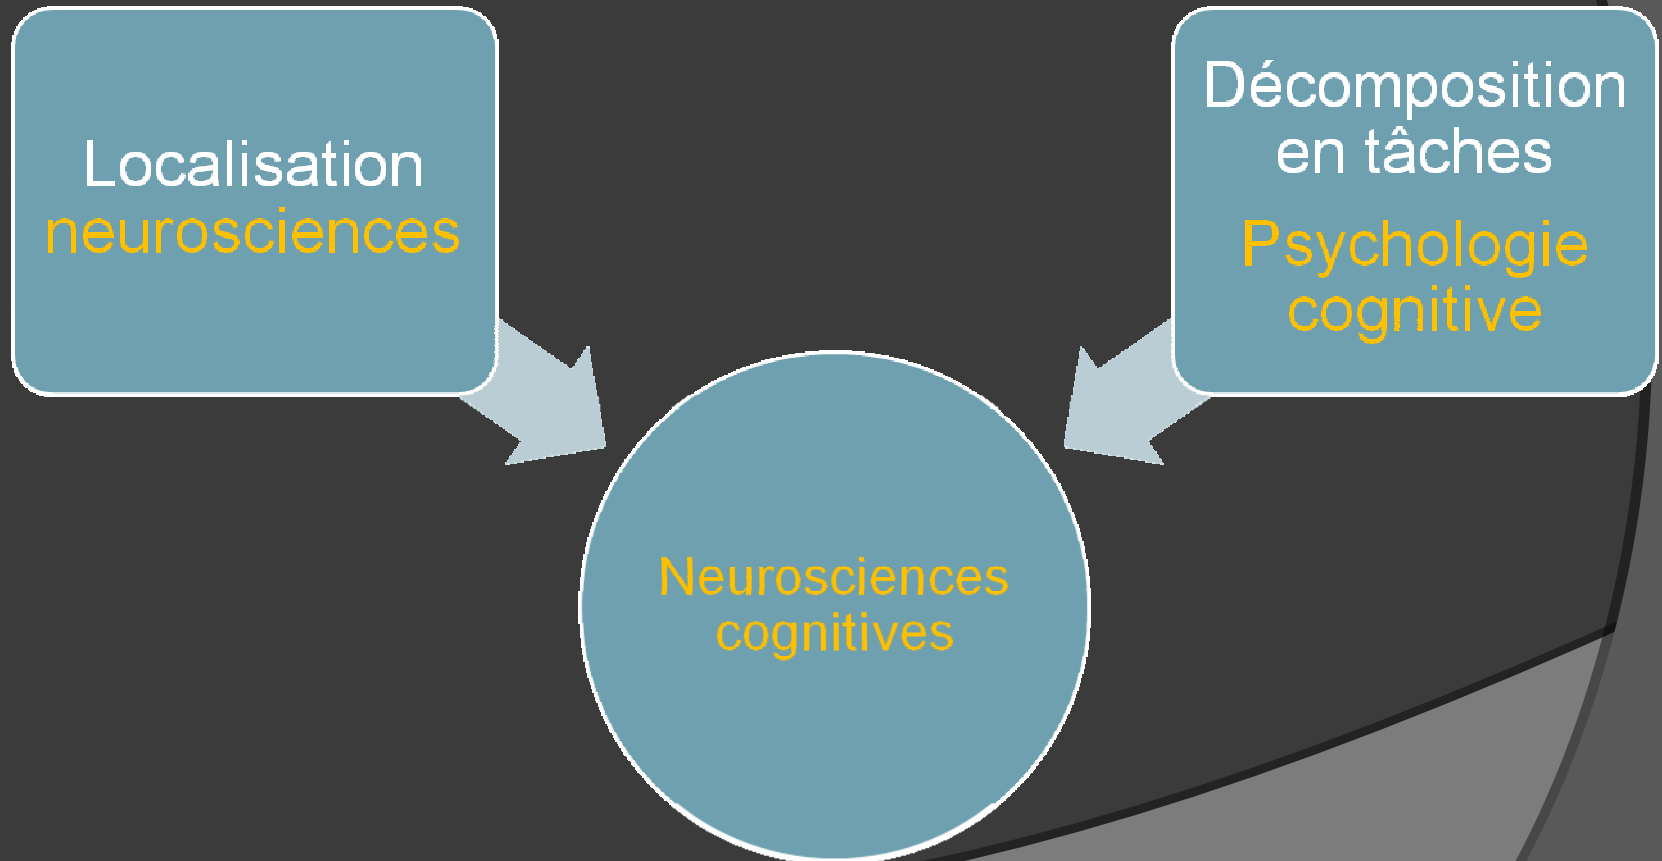 Localisation
neurosciences
Décomposition
en tâches
Psychologie
cognitive
Neurosciences
cognitives